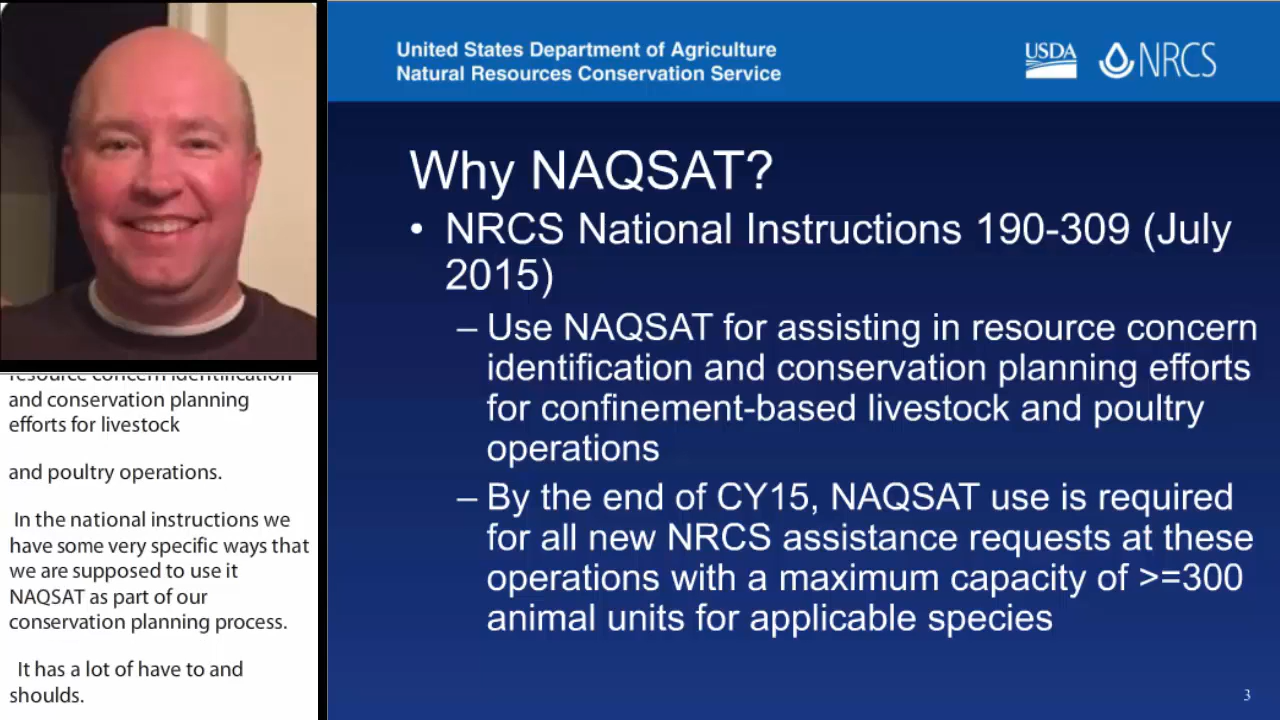 United States Department of Agriculture
Natural Resources Conservation Service
USDA
NRCS
Why NAQSAT?
• NRCS National Instructions 190-309 (July
2015)
– Use NAQSAT for assisting in resource concern
identification and conservation planning efforts
for confinement-based livestock and poultry
operations
– By the end of CY15, NAQSAT use is required
for all new NRCS assistance requests at these
operations with a maximum capacity of >=300
animal units for applicable species
3
resource concern identification
and conservation planning
efforts for livestock
and poultry operations.
In the national instructions we
have some very specific ways that
we are supposed to use it
NAQSAT as part of our
conservation planning process.
It has a lot of have to and
shoulds.